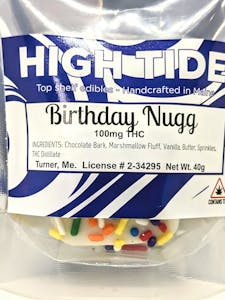 HIGH TIDE
Top shelf edibles - Handcrafted in Maine
Birthday Nugg
100mg THC
INGREDIENTS: Chocolate Bark, Marshmallow Fluff, Vanilla, Butter, Sprinkles,
THC Distillate
Turner, Me. License # 2-34295 Net Wt. 40g
CONTAINS